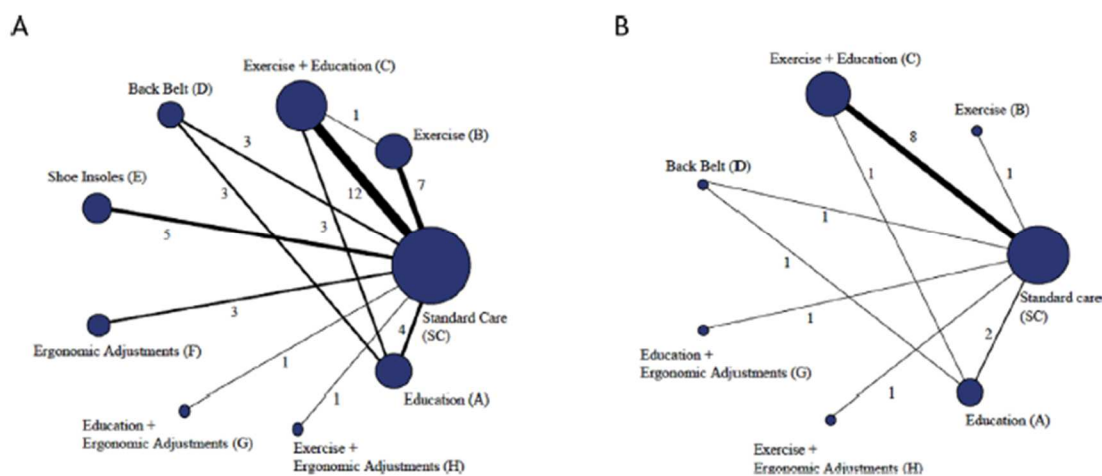 A
Exercise + Education (C)
Back Belt (D)
1
Exercise (B)
3
7
Shoe Insoles (E)
3
12
5
3
Standard Care
(SC)
3
4
Ergonomic Adjustments (F)
1
Education (A)
1
Education +
Ergonomic Adjustments (G)
Exercise +
Ergonomic Adjustments (H)
B
Exercise + Education (C)
Exercise (B)
8
Back Belt (D)
1
1
1
1
Standard care
(SC)
1
2
Education +
Ergonomic Adjustments (G)
1
Education (A)
Exercise +
Ergonomic Adjustments (H)